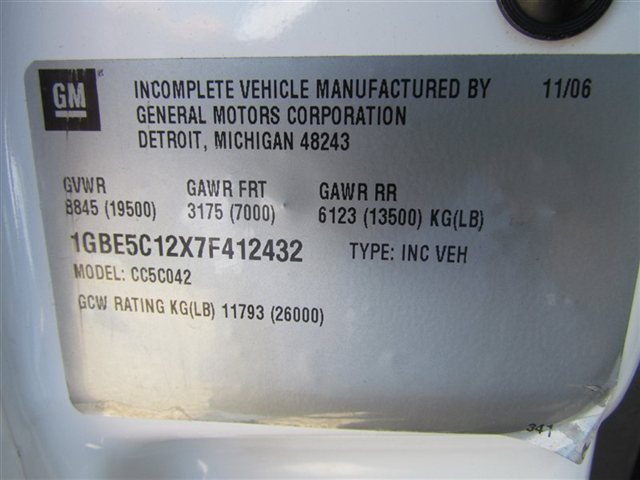 GM
INCOMPLETE VEHICLE MANUFACTURED BY 11/06
GENERAL MOTORS CORPORATION
DETROIT, MICHIGAN 48243
GVWR GAWR FRT GAWR RR
8845 (19500) 3175 (7000) 6123 (13500) KG(LB)
1GBE5C12X7F412432 TYPE: INC VEH
MODEL: CC5C042
GCW RATING KG(LB) 11793 (26000)
341